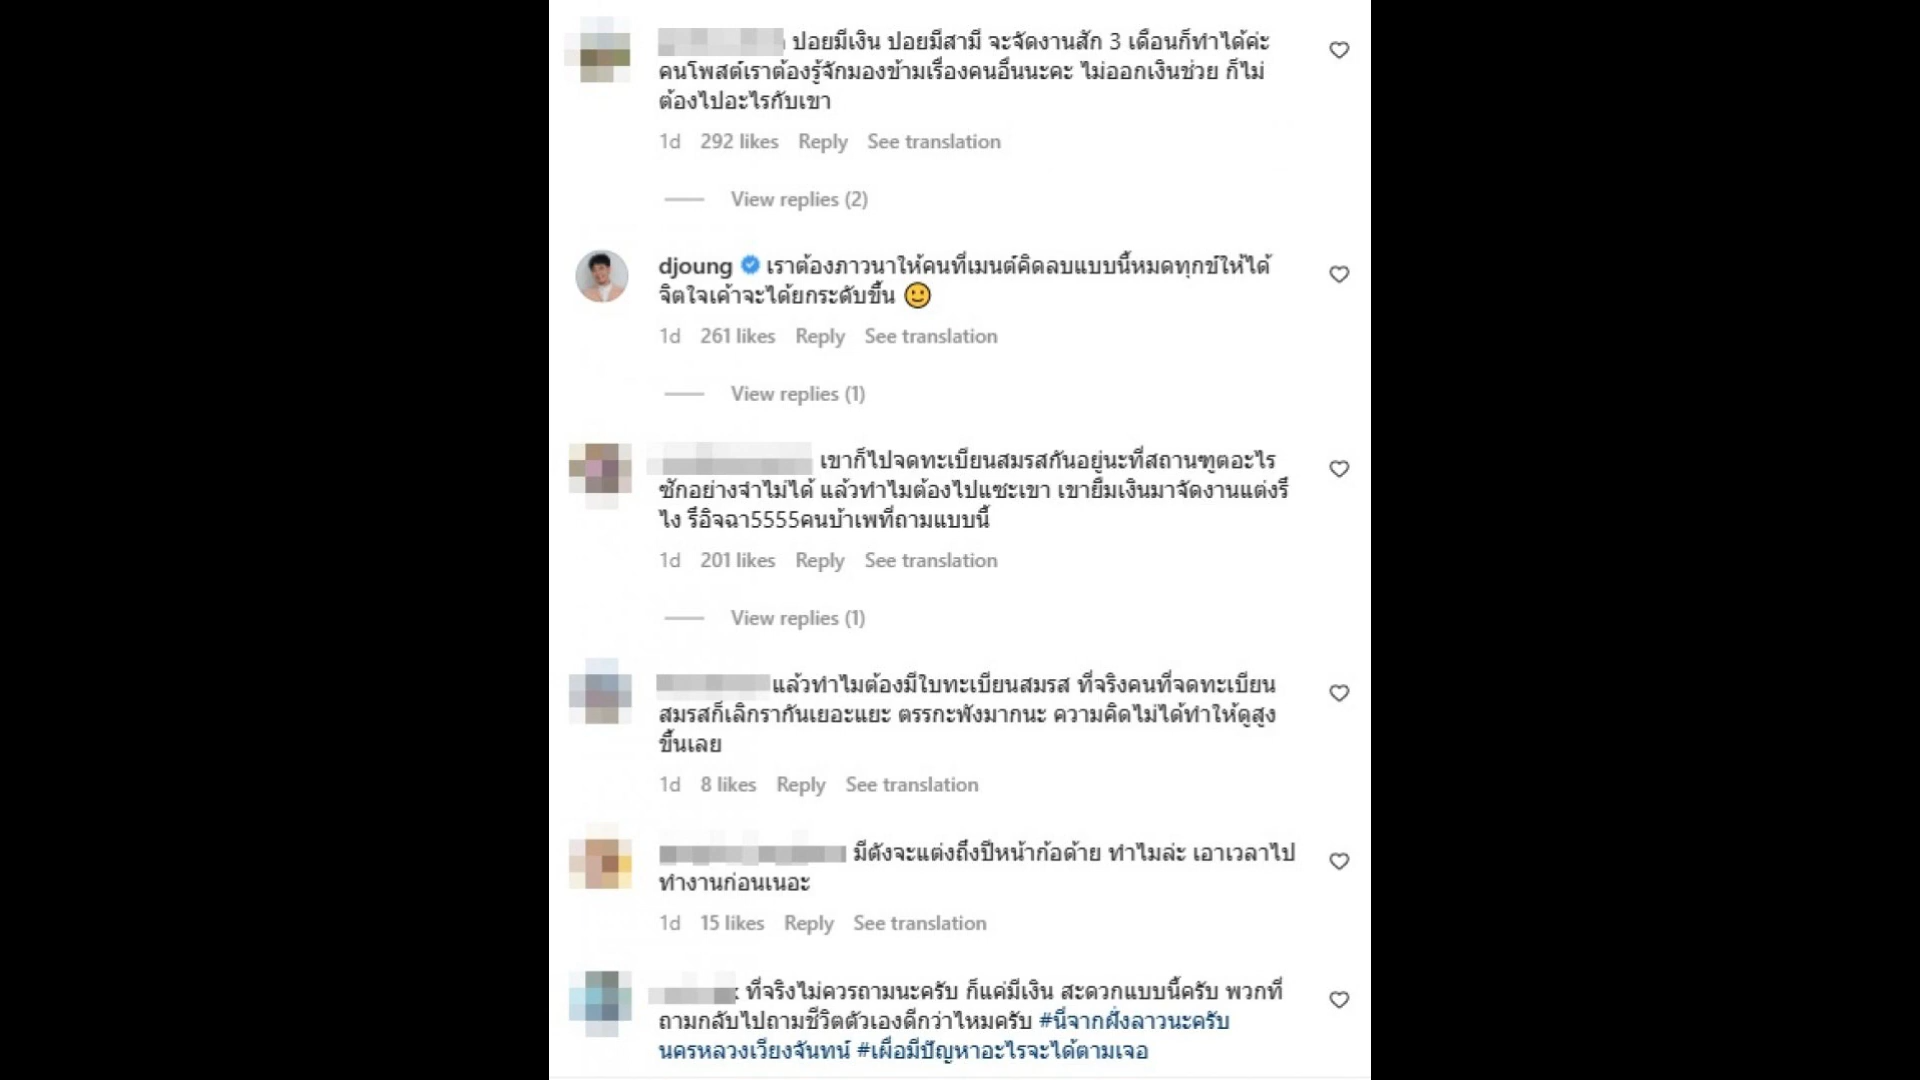 ปอยมีเงิน ปอยมีสามี จะจัดงานสัก 3 เดือนก็ทำได้ค่ะ
คนโพสต์เราต้องรู้จักมองข้ามเรื่องคนอื่นนะคะ ไม่ออกเงินช่วย ก็ไม่
ต้องไปอะไรกับเขา
1d 292 likes Reply See translation
View replies (2)
djoung เราต้องภาวนาให้คนที่เมนต์คิดลบแบบนี้หมดทุกข์ให้ได้
จิตใจเค้าจะได้ยกระดับขึ้น 🙂
1d 261 likes Reply See translation
View replies (1)
เขาก็ไปจดทะเบียนสมรสกันอยู่นะที่สถานฑูตอะไร
ซักอย่างจำไม่ได้ แล้วทำไมต้องไปแซะเขา เขายืมเงินมาจัดงานแต่งรึ
ไง รึอิจฉา5555คนบ้าเพที่ถามแบบนี้
1d 201 likes Reply See translation
View replies (1)
แล้วทำไมต้องมีใบทะเบียนสมรส ที่จริงคนที่จดทะเบียน
สมรสก็เลิกรากันเยอะแยะ ตรรกะพังมากนะ ความคิดไม่ได้ทำให้ดูสูง
ขึ้นเลย
1d 8 likes Reply See translation
มีตังจะแต่งถึงปีหน้าก้อด้าย ทำไมล่ะ เอาเวลาไป
ทำงานก่อนเนอะ
1d 15 likes Reply See translation
ที่จริงไม่ควรถามนะครับ ก็แค่มีเงิน สะดวกแบบนี้ครับ พวกที่
ถามกลับไปถามชีวิตตัวเองดีกว่าไหมครับ #นี่จากฝั่งลาวนะครับ
นครหลวงเวียงจันทน์ #เผื่อมีปัญหาอะไรจะได้ตามเจอ